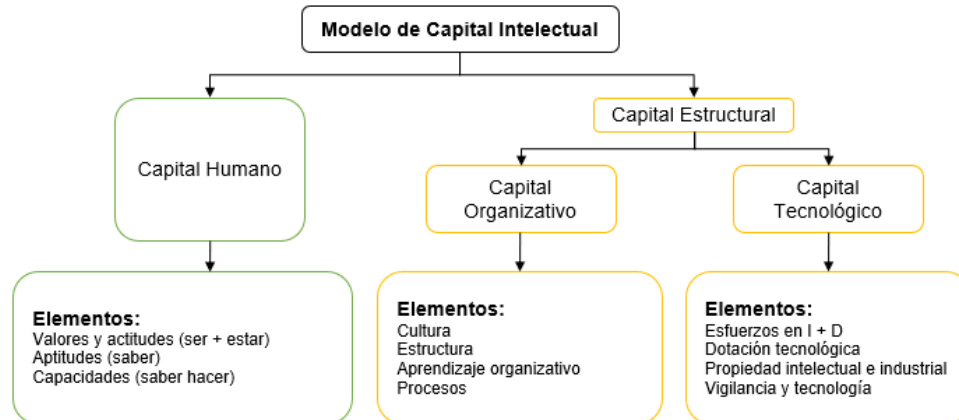 Modelo de Capital Intelectual
Capital Estructural
Capital Humano
Capital
Organizativo
Capital
Tecnológico
Elementos:
Valores y actitudes (ser + estar)
Aptitudes (saber)
Capacidades (saber hacer)
Elementos:
Cultura
Estructura
Aprendizaje organizativo
Procesos
Elementos:
Esfuerzos en I + D
Dotación tecnológica
Propiedad intelectual e industrial
Vigilancia y tecnología